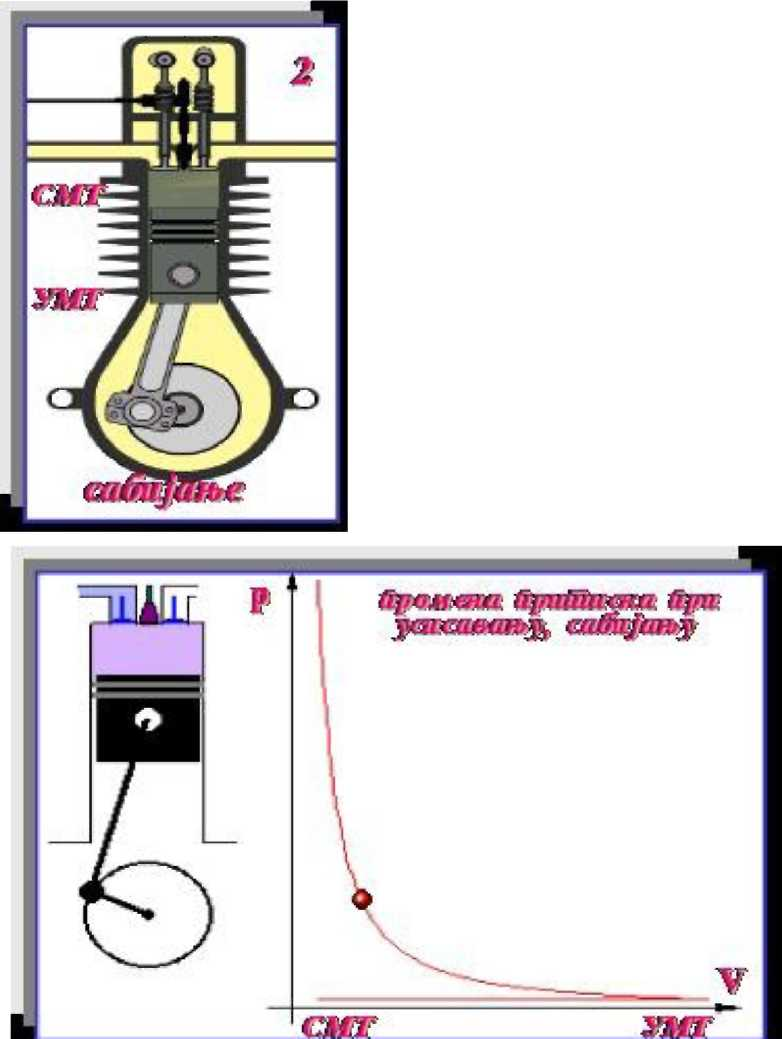 2
СМТ
УМТ
сабијање
p
промена притиска при
усисавању, сабијању
V
СМТ
УМТ